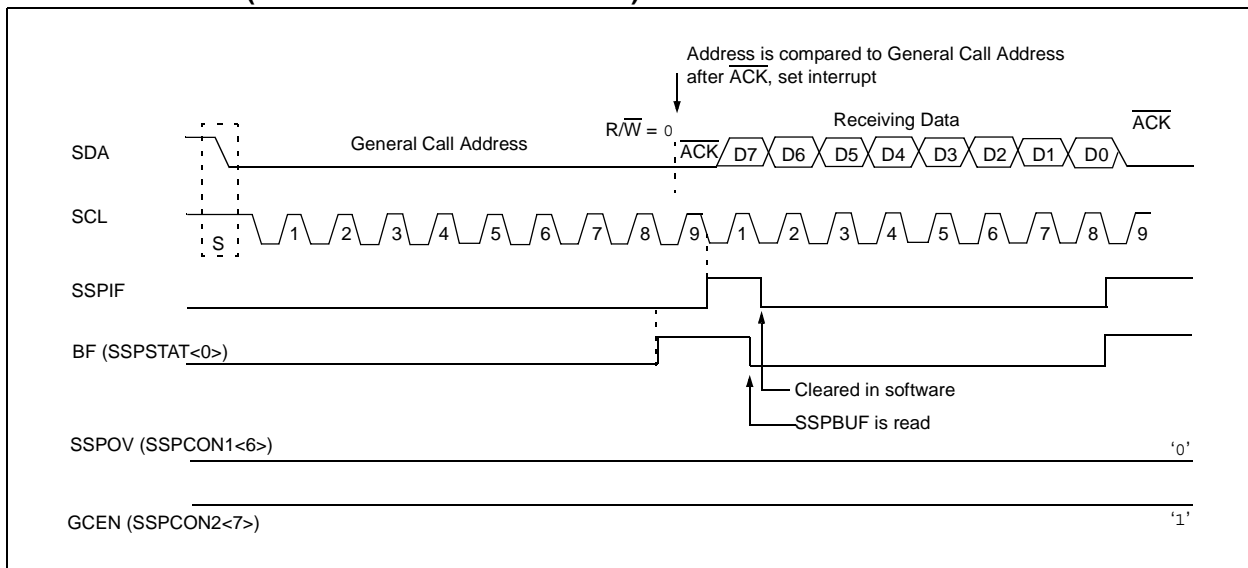 Address is compared to General Call Address
after ACK, set interrupt
R/W = 0
Receiving Data
ACK
SDA
General Call Address
ACK D7 D6 D5 D4 D3 D2 D1 D0
SCL
S
1 2 3 4 5 6 7 8 9 1 2 3 4 5 6 7 8 9
SSPIF
BF (SSPSTAT<0>)
Cleared in software
SSPBUF is read
SSPOV (SSPCON1<6>)
‘0’
GCEN (SSPCON2<7>)
‘1’